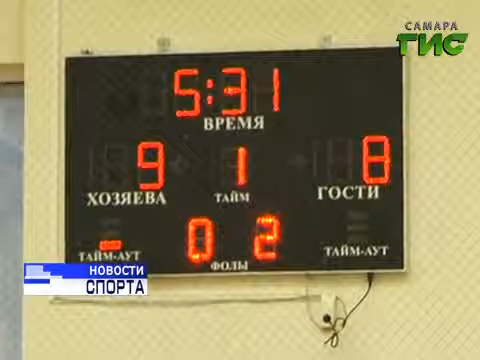 САМАРА
ГИС
5:31
ВРЕМЯ
9 1 8
ХОЗЯЕВА ТАЙМ ГОСТИ
0 2
ТАЙМ-АУТ ФОЛЫ ТАЙМ-АУТ
НОВОСТИ
СПОРТА